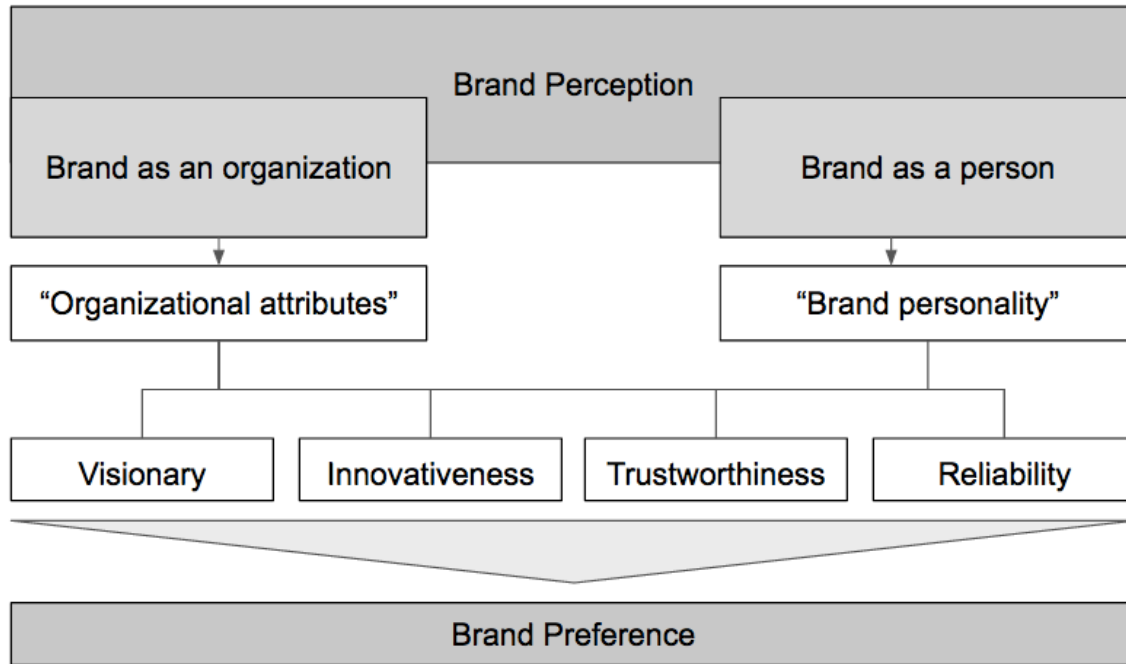 Brand Perception
Brand as an organization
Brand as a person
“Organizational attributes”
“Brand personality”
Visionary
Innovativeness
Trustworthiness
Reliability
Brand Preference